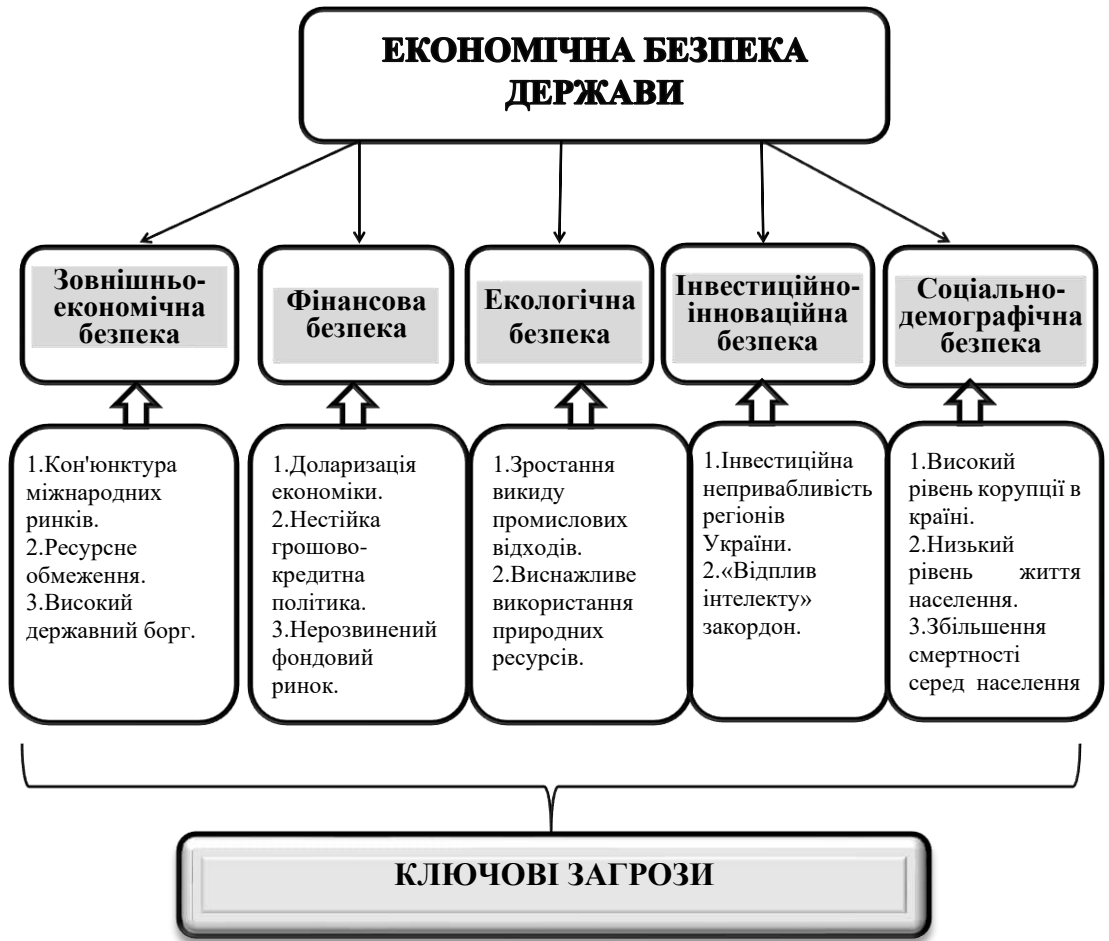 ЕКОНОМІЧНА БЕЗПЕКА
ДЕРЖАВИ
Зовнішньо-
економічна
безпека
Фінансова
безпека
Екологічна
безпека
Інвестиційно-
інноваційна
безпека
Соціально-
демографічна
безпека
1.Кон'юнктура
міжнародних
ринків.
2.Ресурсне
обмеження.
3.Високий
державний борг.
1.Доларизація
економіки.
2.Нестійка
грошово-
кредитна
політика.
3.Нерозвинений
фондовий
ринок.
1.Зростання
викиду
промислових
відходів.
2.Виснажливе
використання
природних
ресурсів.
1.Інвестиційна
непривабливість
регіонів
України.
2.«Відплив
інтелекту»
закордон.
1.Високий
рівень корупції в
країні.
2.Низький
рівень життя
населення.
3.Збільшення
смертності
серед населення
КЛЮЧОВІ ЗАГРОЗИ